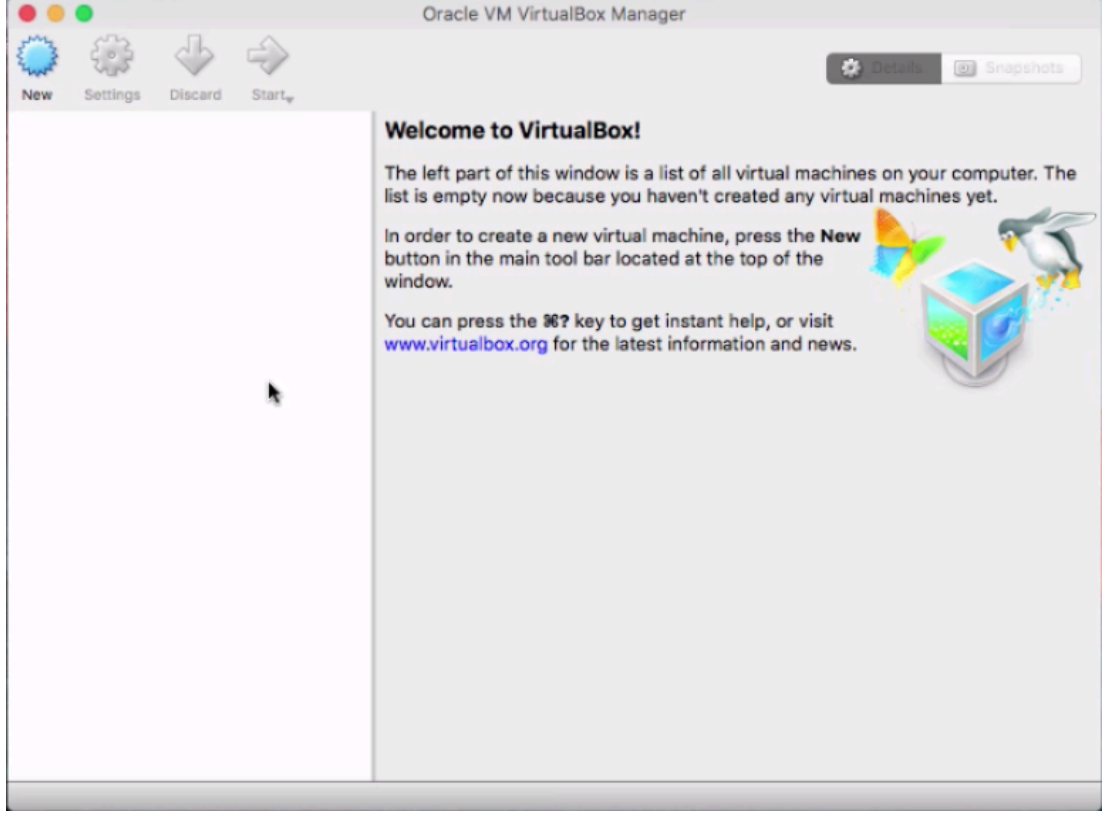 Oracle VM VirtualBox Manager
New
Settings
Discard
Start
Details
Snapshots
Welcome to VirtualBox!
The left part of this window is a list of all virtual machines on your computer. The
list is empty now because you haven't created any virtual machines yet.
In order to create a new virtual machine, press the New
button in the main tool bar located at the top of the
window.
You can press the ⌘? key to get instant help, or visit
www.virtualbox.org for the latest information and news.